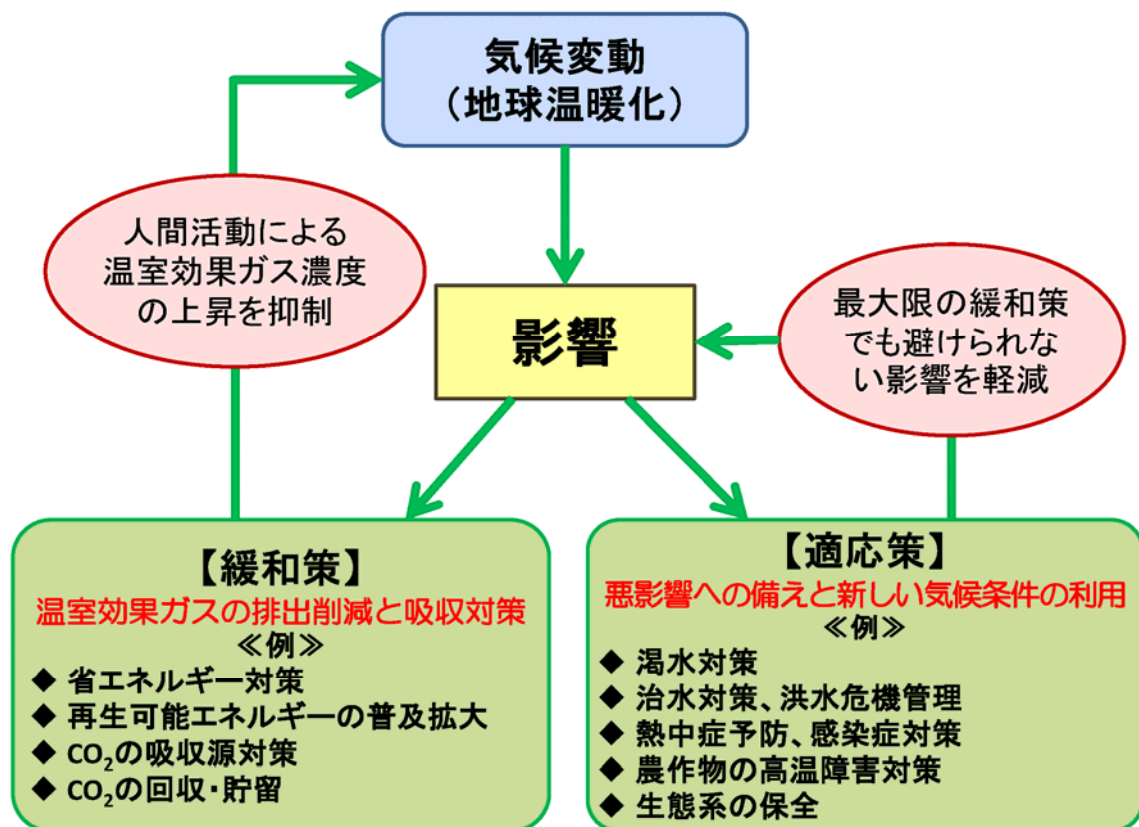 気候変動
（地球温暖化）
人間活動による
温室効果ガス濃度
の上昇を抑制
影響
最大限の緩和策
でも避けられな
い影響を軽減
【緩和策】
温室効果ガスの排出削減と吸収対策
≪例≫
◆ 省エネルギー対策
◆ 再生可能エネルギーの普及拡大
◆ CO₂の吸収源対策
◆ CO₂の回収・貯留
【適応策】
悪影響への備えと新しい気候条件の利用
≪例≫
◆ 渇水対策
◆ 治水対策、洪水危機管理
◆ 熱中症予防、感染症対策
◆ 農作物の高温障害対策
◆ 生態系の保全